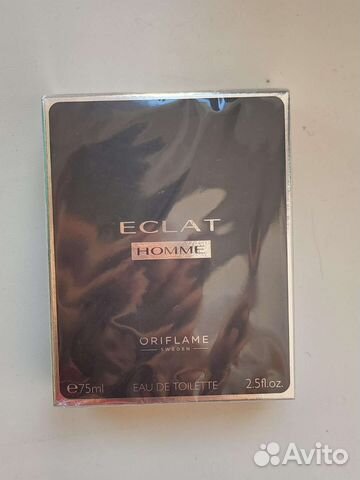 ECLAT
HOMME
ORIFLAME
SWEDEN
℮75ml EAU DE TOILETTE 2.5fl.oz.
Avito